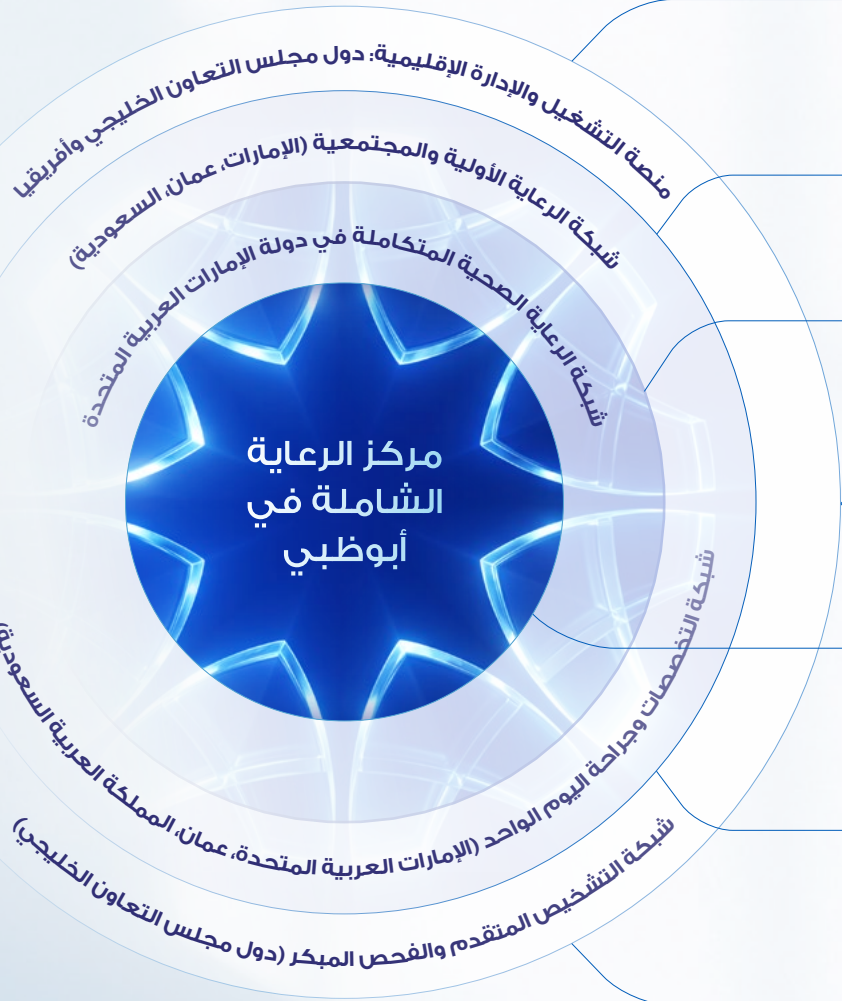 منصة التشغيل والإدارة الإقليمية: دول مجلس التعاون الخليجي وأفريقيا
شبكة الرعاية الأولية والمجتمعية (الإمارات، عمان، السعودية)
شبكة الرعاية الصحية المتكاملة في دولة الإمارات العربية المتحدة
مركز الرعاية
الشاملة في
أبوظبي
شبكة التخصصات وجراحة اليوم الواحد (الإمارات العربية المتحدة، عمان، المملكة العربية السعودية)
شبكة التشخيص المتقدم والفحص المبكر (دول مجلس التعاون الخليجي)